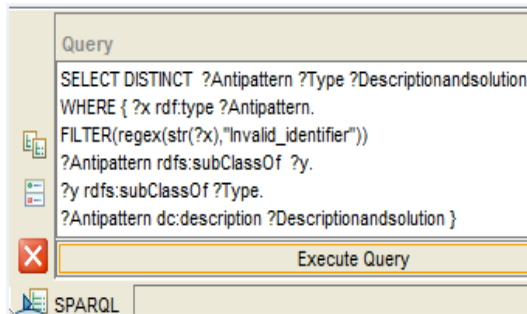 Query
SELECT DISTINCT ?Antipattern ?Type ?Descriptionandsolution
WHERE { ?x rdf:type ?Antipattern.
FILTER(regex(str(?x),"Invalid_identifier"))
?Antipattern rdfs:subClassOf ?y.
?y rdfs:subClassOf ?Type.
?Antipattern dc:description ?Descriptionandsolution }
Execute Query
SPARQL